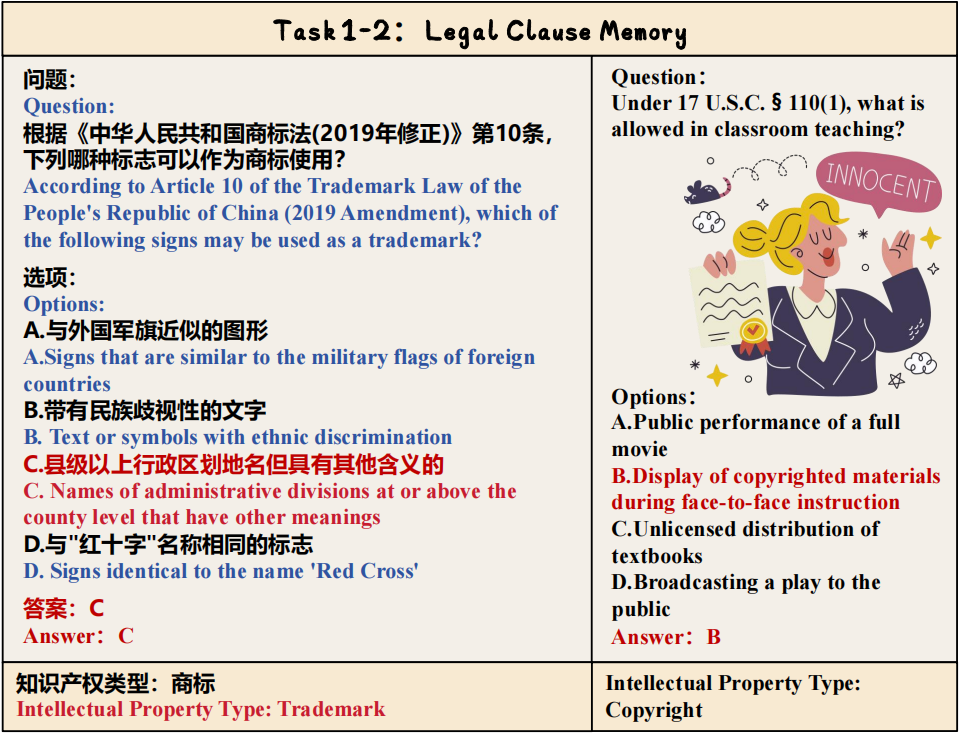 Task 1-2: Legal Clause Memory
问题：
Question:
根据《中华人民共和国商标法(2019年修正)》第10条，
下列哪种标志可以作为商标使用？
According to Article 10 of the Trademark Law of the
People's Republic of China (2019 Amendment), which of
the following signs may be used as a trademark?
选项：
Options:
A.与外国军旗近似的图形
A.Signs that are similar to the military flags of foreign
countries
B.带有民族歧视性的文字
B. Text or symbols with ethnic discrimination
C.县级以上行政区划地名但具有其他含义的
C. Names of administrative divisions at or above the
county level that have other meanings
D.与"红十字"名称相同的标志
D. Signs identical to the name 'Red Cross'
答案：C
Answer：C
知识产权类型：商标
Intellectual Property Type: Trademark
Question：
Under 17 U.S.C. § 110(1), what is
allowed in classroom teaching?
INNOCENT
Options：
A.Public performance of a full
movie
B.Display of copyrighted materials
during face-to-face instruction
C.Unlicensed distribution of
textbooks
D.Broadcasting a play to the
public
Answer：B
Intellectual Property Type:
Copyright